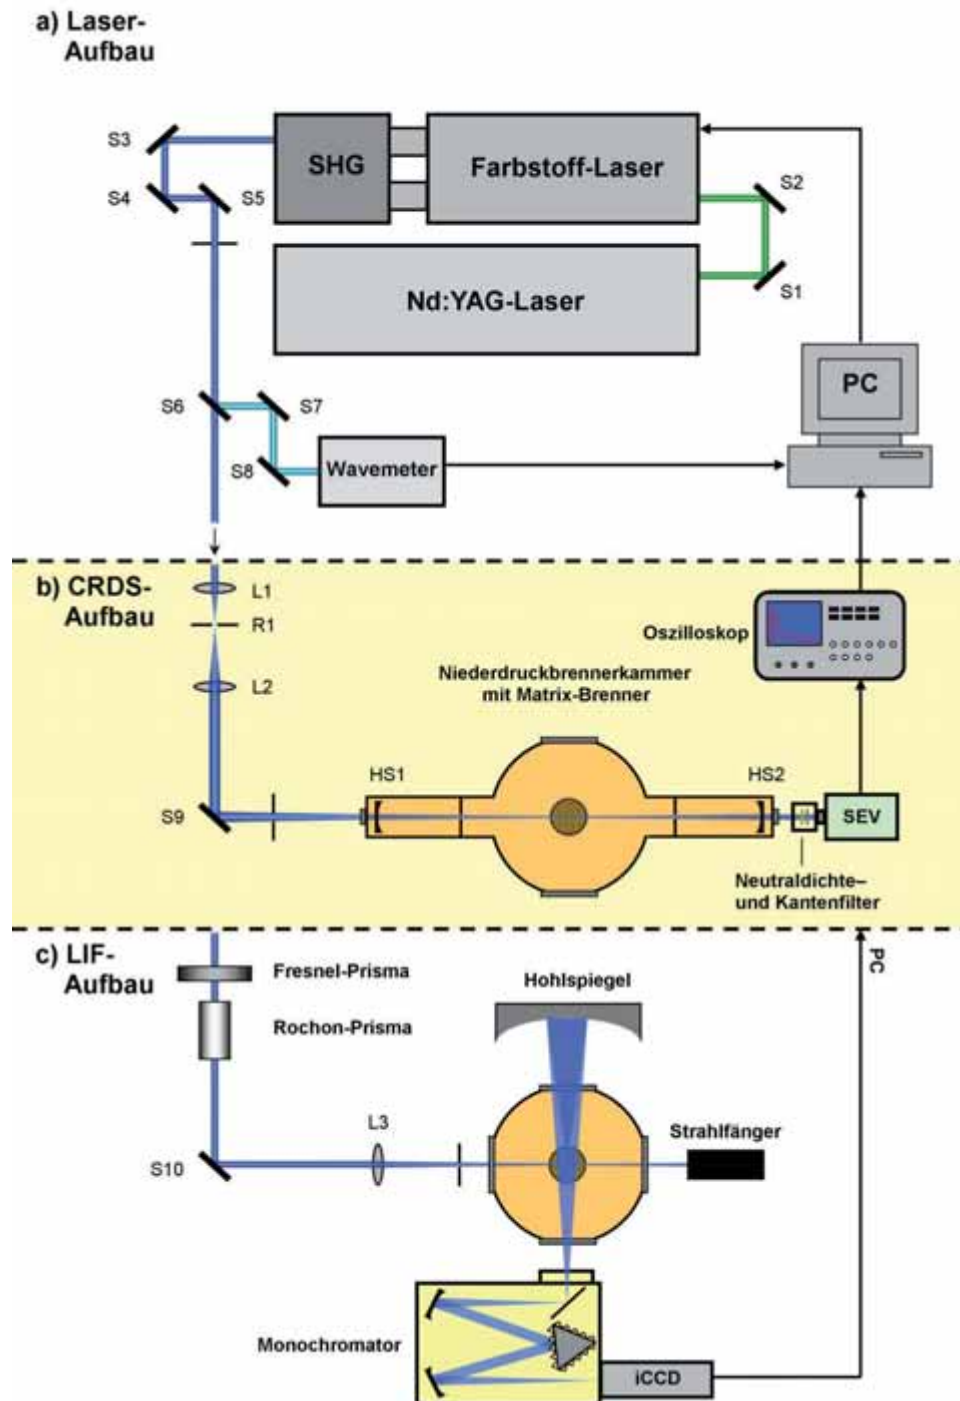 a) Laser-
Aufbau
S3
SHG
Farbstoff-Laser
S2
S4
S5
Nd:YAG-Laser
S1
PC
S6
S7
S8
Wavemeter
b) CRDS-
Aufbau
L1
R1
Oszilloskop
L2
Niederdruckbrennerkammer
mit Matrix-Brenner
HS1
HS2
S9
SEV
Neutraldichte–
und Kantenfilter
c) LIF-
Aufbau
PC
Fresnel-Prisma
Hohlspiegel
Rochon-Prisma
L3
Strahlfänger
S10
Monochromator
iCCD